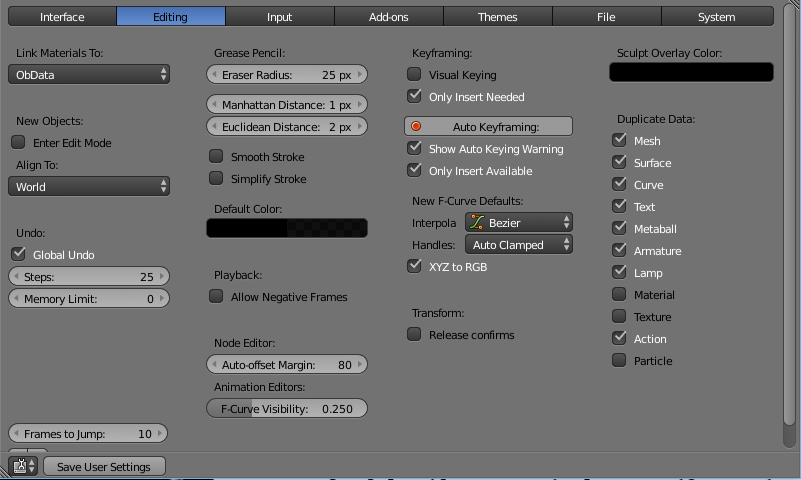 Interface Editing Input Add-ons Themes File System
Link Materials To:
ObData
New Objects:
Enter Edit Mode
Align To:
World
Undo:
Global Undo
Steps: 25
Memory Limit: 0
Frames to Jump: 10
Grease Pencil:
Eraser Radius: 25 px
Manhattan Distance: 1 px
Euclidean Distance: 2 px
Smooth Stroke
Simplify Stroke
Default Color:
Playback:
Allow Negative Frames
Node Editor:
Auto-offset Margin: 80
Animation Editors:
F-Curve Visibility: 0.250
Keyframing:
Visual Keying
Only Insert Needed
Auto Keyframing:
Show Auto Keying Warning
Only Insert Available
New F-Curve Defaults:
Interpola Bezier
Handles: Auto Clamped
XYZ to RGB
Transform:
Release confirms
Sculpt Overlay Color:
Duplicate Data:
Mesh
Surface
Curve
Text
Metaball
Armature
Lamp
Material
Texture
Action
Particle
Save User Settings